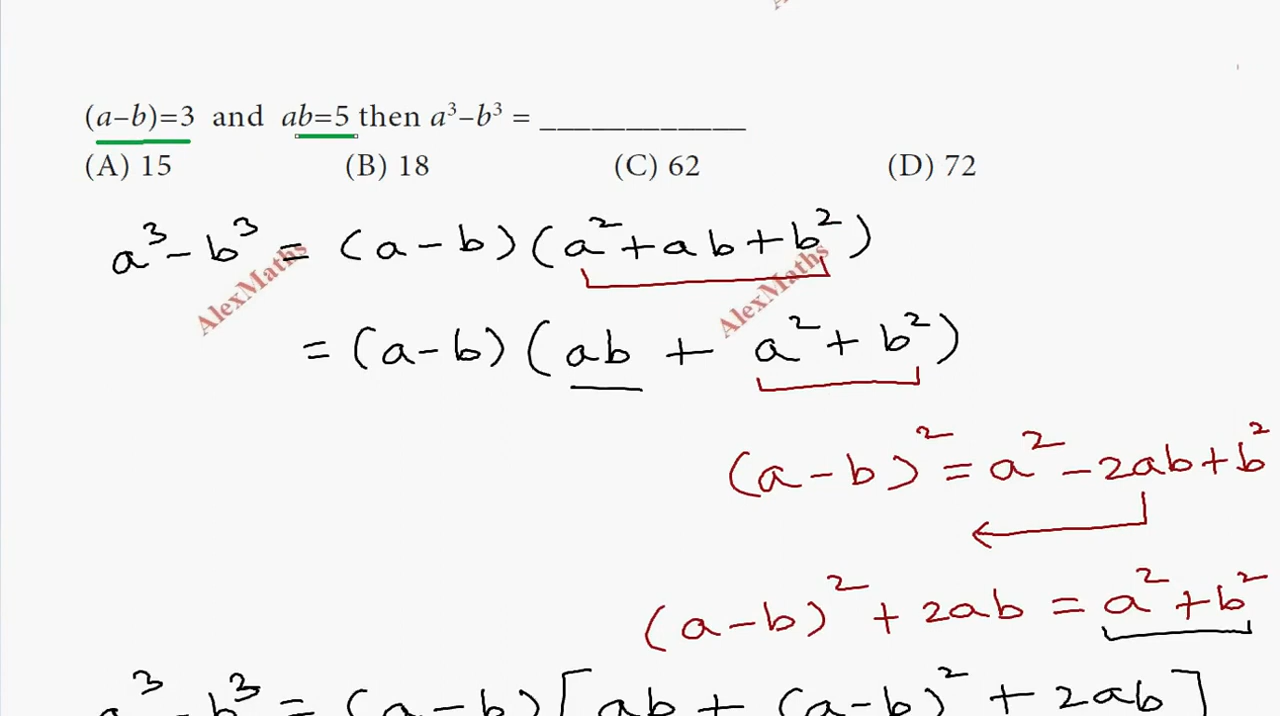 (a–b)=3 and ab=5 then a³–b³ = ____________
(A) 15 (B) 18 (C) 62 (D) 72
a³ - b³ = (a - b) (a² + ab + b²)
AlexMaths AlexMaths
= (a - b) (ab + a² + b²)
(a - b)² = a² - 2ab + b²
(a - b)² + 2ab = a² + b²
a³ - b³ = (a - b) [ab + (a - b)² + 2ab]